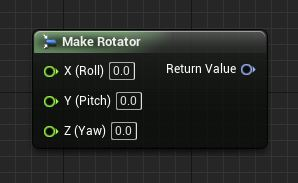 Make Rotator
X (Roll) 0.0 Return Value
Y (Pitch) 0.0
Z (Yaw) 0.0